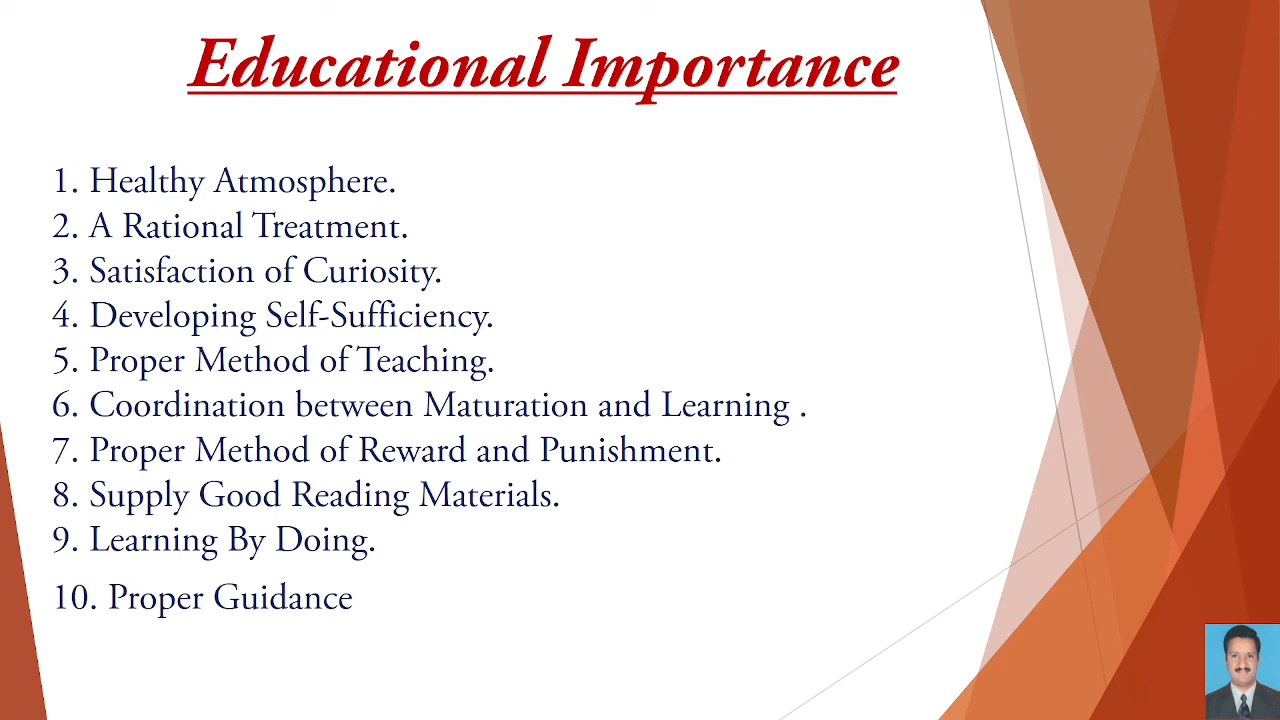 Educational Importance
1. Healthy Atmosphere.
2. A Rational Treatment.
3. Satisfaction of Curiosity.
4. Developing Self-Sufficiency.
5. Proper Method of Teaching.
6. Coordination between Maturation and Learning .
7. Proper Method of Reward and Punishment.
8. Supply Good Reading Materials.
9. Learning By Doing.
10. Proper Guidance